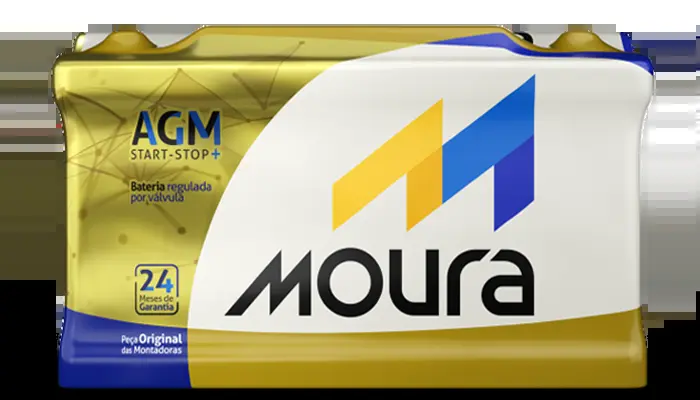 AGM
START-STOP+
Bateria regulada
por válvula
24
Meses de
Garantia
Peça Original
das Montadoras
moura